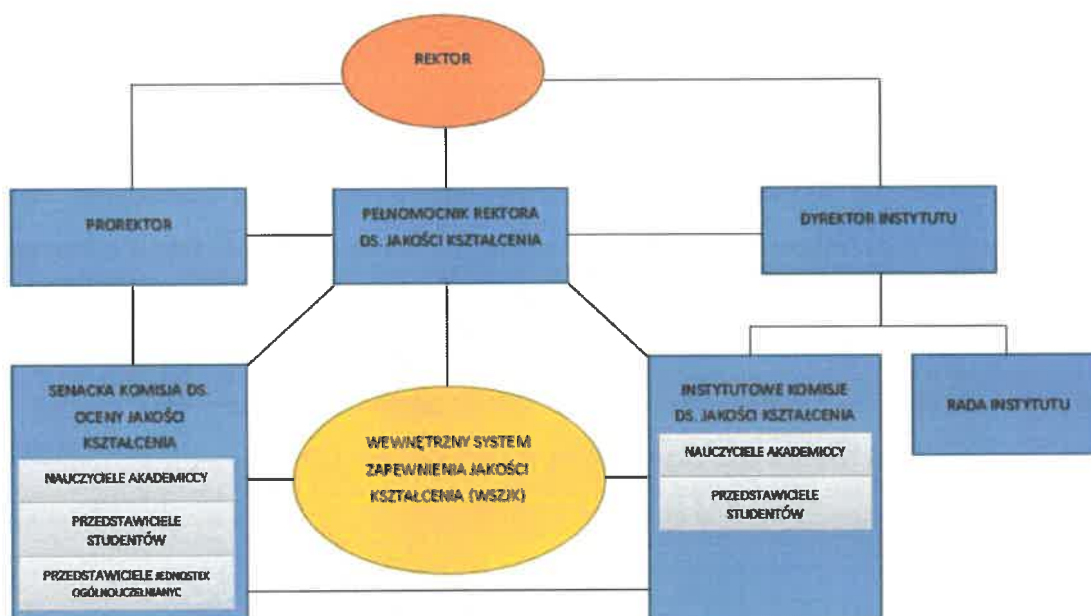 REKTOR
PROREKTOR
PEŁNOMOCNIK REKTORA
DS. JAKOŚCI KSZTAŁCENIA
DYREKTOR INSTYTUTU
SENACKA KOMISJA DS.
OCENY JAKOŚCI
KSZTAŁCENIA
NAUCZYCIELE AKADEMICCY
PRZEDSTAWICIELE
STUDENTÓW
PRZEDSTAWICIELE JEDNOSTEK
OGÓLNOUCZELNIANYC
WEWNĘTRZNY SYSTEM
ZAPEWNIENIA JAKOŚCI
KSZTAŁCENIA (WSZJK)
INSTYTUTOWE KOMISJE
DS. JAKOŚCI KSZTAŁCENIA
NAUCZYCIELE AKADEMICCY
PRZEDSTAWICIELE
STUDENTÓW
RADA INSTYTUTU